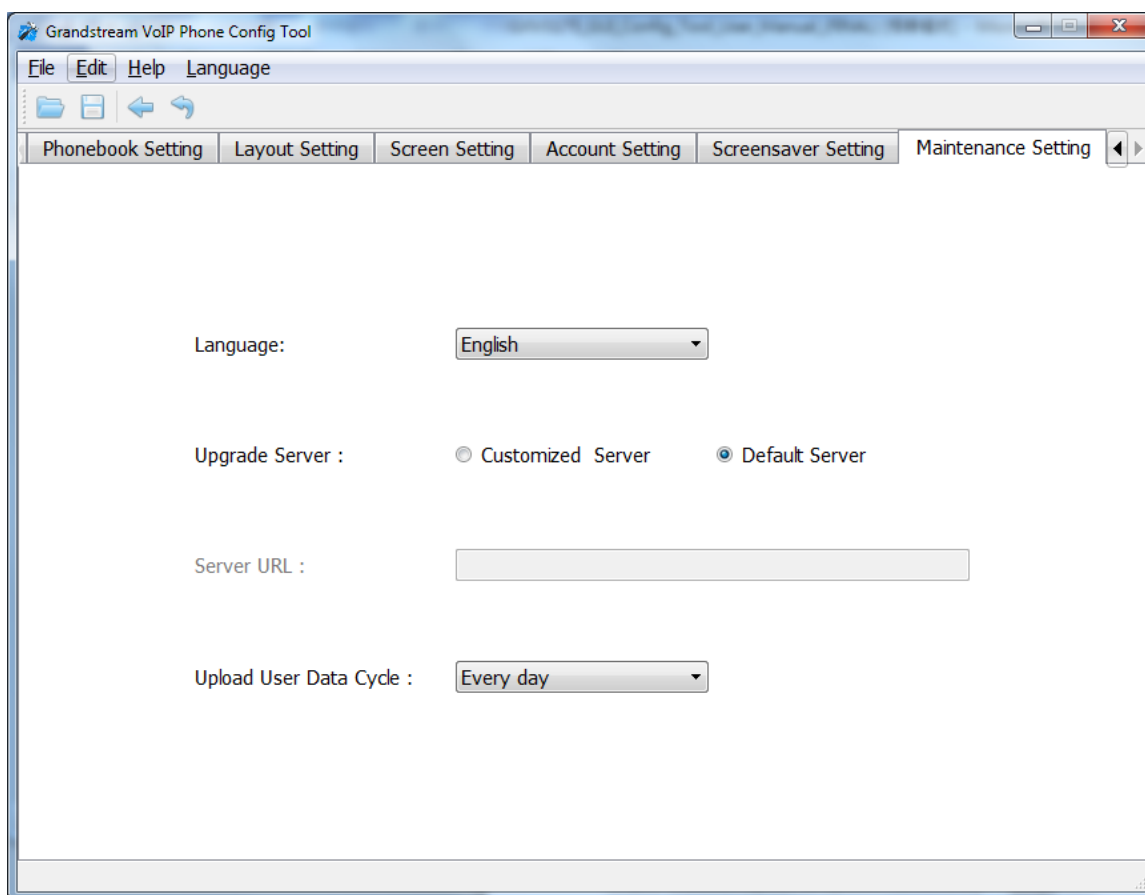 Grandstream VoIP Phone Config Tool
File Edit Help Language
Phonebook Setting Layout Setting Screen Setting Account Setting Screensaver Setting Maintenance Setting
Language: English
Upgrade Server : Customized Server Default Server
Server URL :
Upload User Data Cycle : Every day